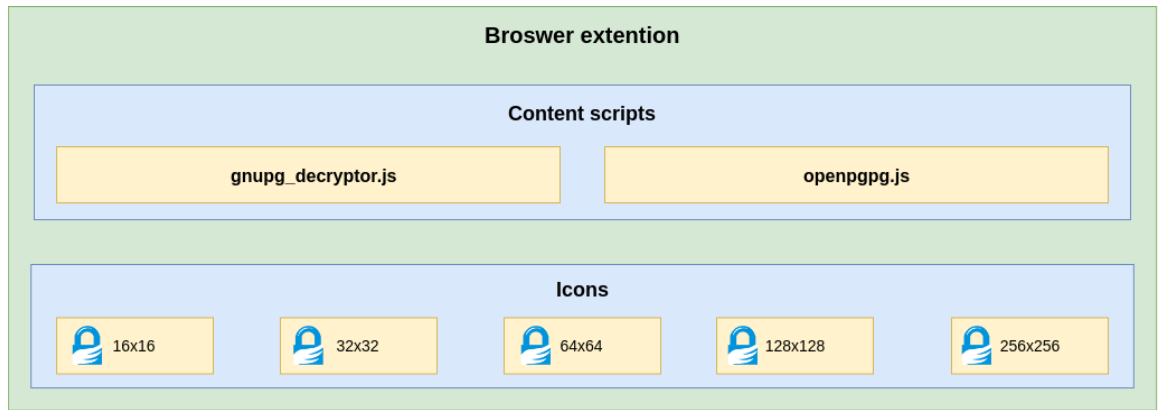 Broswer extention
Content scripts
gnupg_decryptor.js
openpgpg.js
Icons
16x16
32x32
64x64
128x128
256x256